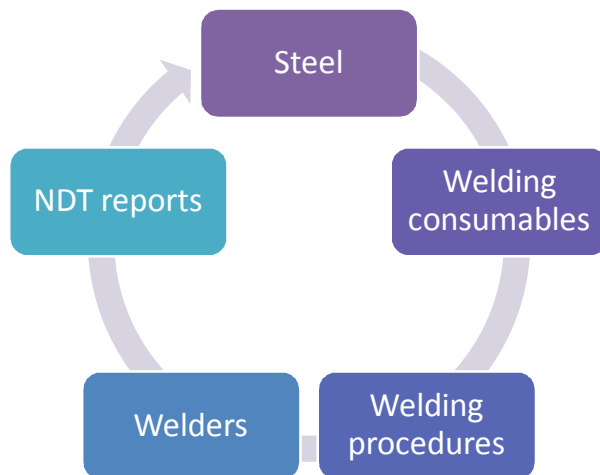 Steel
Welding
consumables
Welding
procedures
Welders
NDT reports